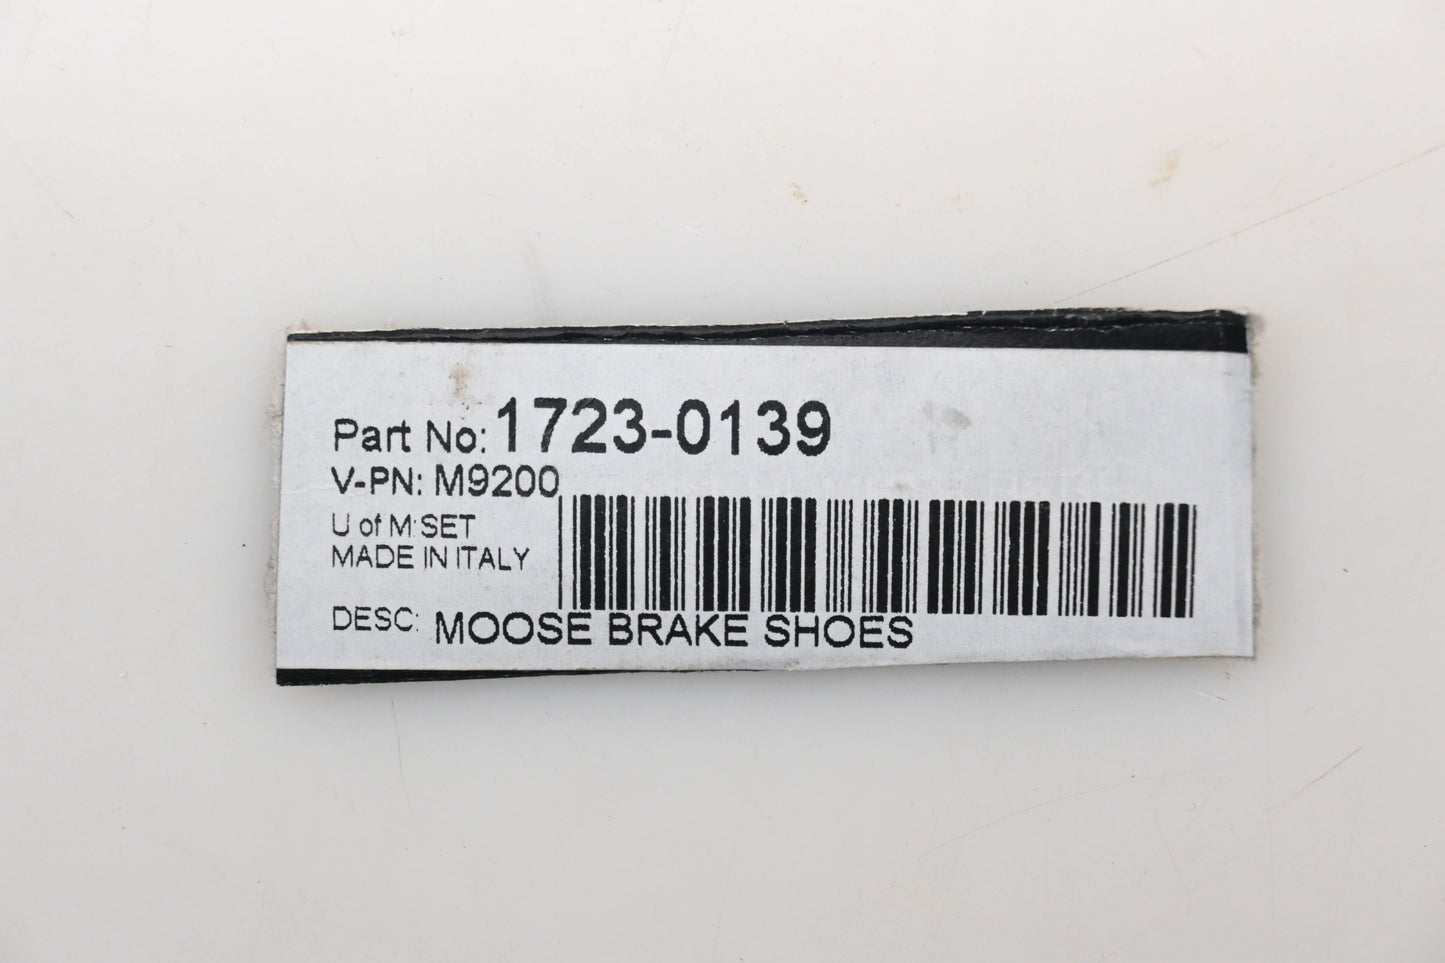 Part No: 1723-0139
V-PN: M9200
U of M: SET
MADE IN ITALY
DESC: MOOSE BRAKE SHOES